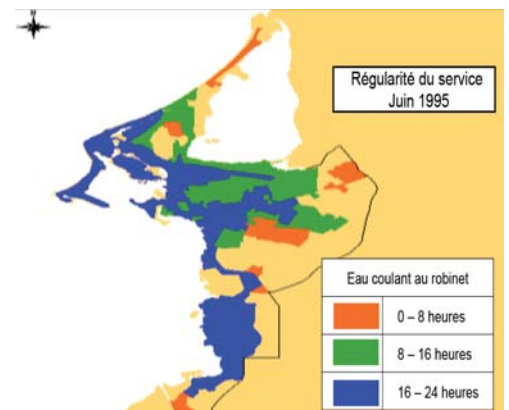 Régularité du service
Juin 1995
Eau coulant au robinet
0 – 8 heures
8 – 16 heures
16 – 24 heures